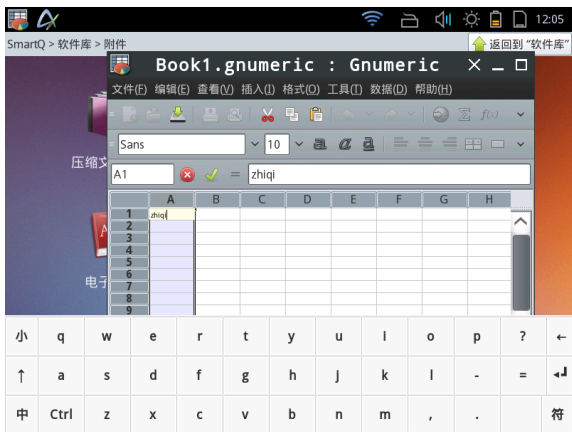 12:05
SmartQ > 软件库 > 附件
返回到 “软件库”
Book1.gnumeric : Gnumeric
文件(F) 编辑(E) 查看(V) 插入(I) 格式(O) 工具(T) 数据(D) 帮助(H)
f(x)
Sans 10 a a a
压缩文
A1 = zhiqi
A B C D E F G H
1 zhiqi
2
3
4
5
6
电子
7
8
9
小 q w e r t y u i o p ? ←
↑ a s d f g h j k l - =
中 Ctrl z x c v b n m , . 符